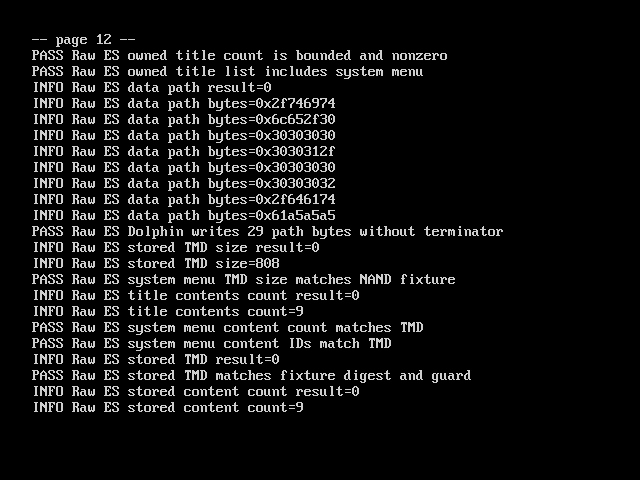 -- page 12 --
PASS Raw ES owned title count is bounded and nonzero
PASS Raw ES owned title list includes system menu
INFO Raw ES data path result=0
INFO Raw ES data path bytes=0x2f746974
INFO Raw ES data path bytes=0x6c652f30
INFO Raw ES data path bytes=0x30303030
INFO Raw ES data path bytes=0x3030312f
INFO Raw ES data path bytes=0x30303030
INFO Raw ES data path bytes=0x30303032
INFO Raw ES data path bytes=0x2f646174
INFO Raw ES data path bytes=0x61a5a5a5
PASS Raw ES Dolphin writes 29 path bytes without terminator
INFO Raw ES stored TMD size result=0
INFO Raw ES stored TMD size=808
PASS Raw ES system menu TMD size matches NAND fixture
INFO Raw ES title contents count result=0
INFO Raw ES title contents count=9
PASS Raw ES system menu content count matches TMD
PASS Raw ES system menu content IDs match TMD
INFO Raw ES stored TMD result=0
PASS Raw ES stored TMD matches fixture digest and guard
INFO Raw ES stored content count result=0
INFO Raw ES stored content count=9